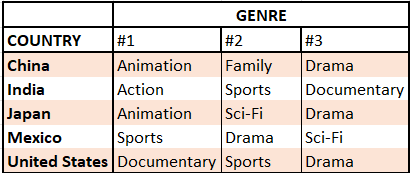 GENRE
COUNTRY #1 #2 #3
China Animation Family Drama
India Action Sports Documentary
Japan Animation Sci-Fi Drama
Mexico Sports Drama Sci-Fi
United States Documentary Sports Drama